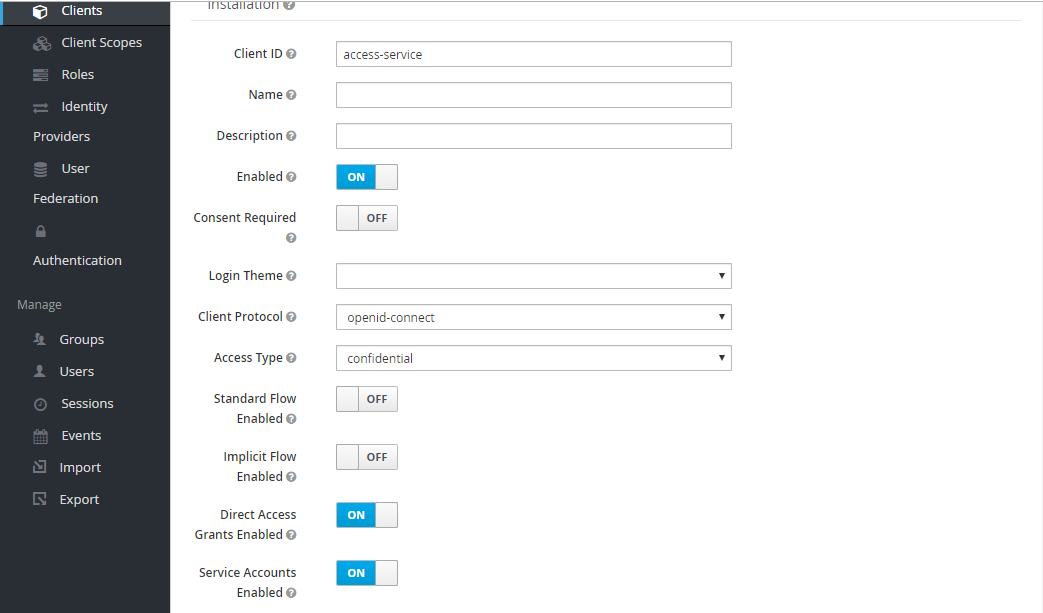 Clients
Client Scopes
Roles
Identity
Providers
User
Federation
Authentication
Manage
Groups
Users
Sessions
Events
Import
Export
Installation
Client ID
access-service
Name
Description
Enabled
ON
Consent Required
OFF
Login Theme
Client Protocol
openid-connect
Access Type
confidential
Standard Flow
Enabled
OFF
Implicit Flow
Enabled
OFF
Direct Access
Grants Enabled
ON
Service Accounts
Enabled
ON